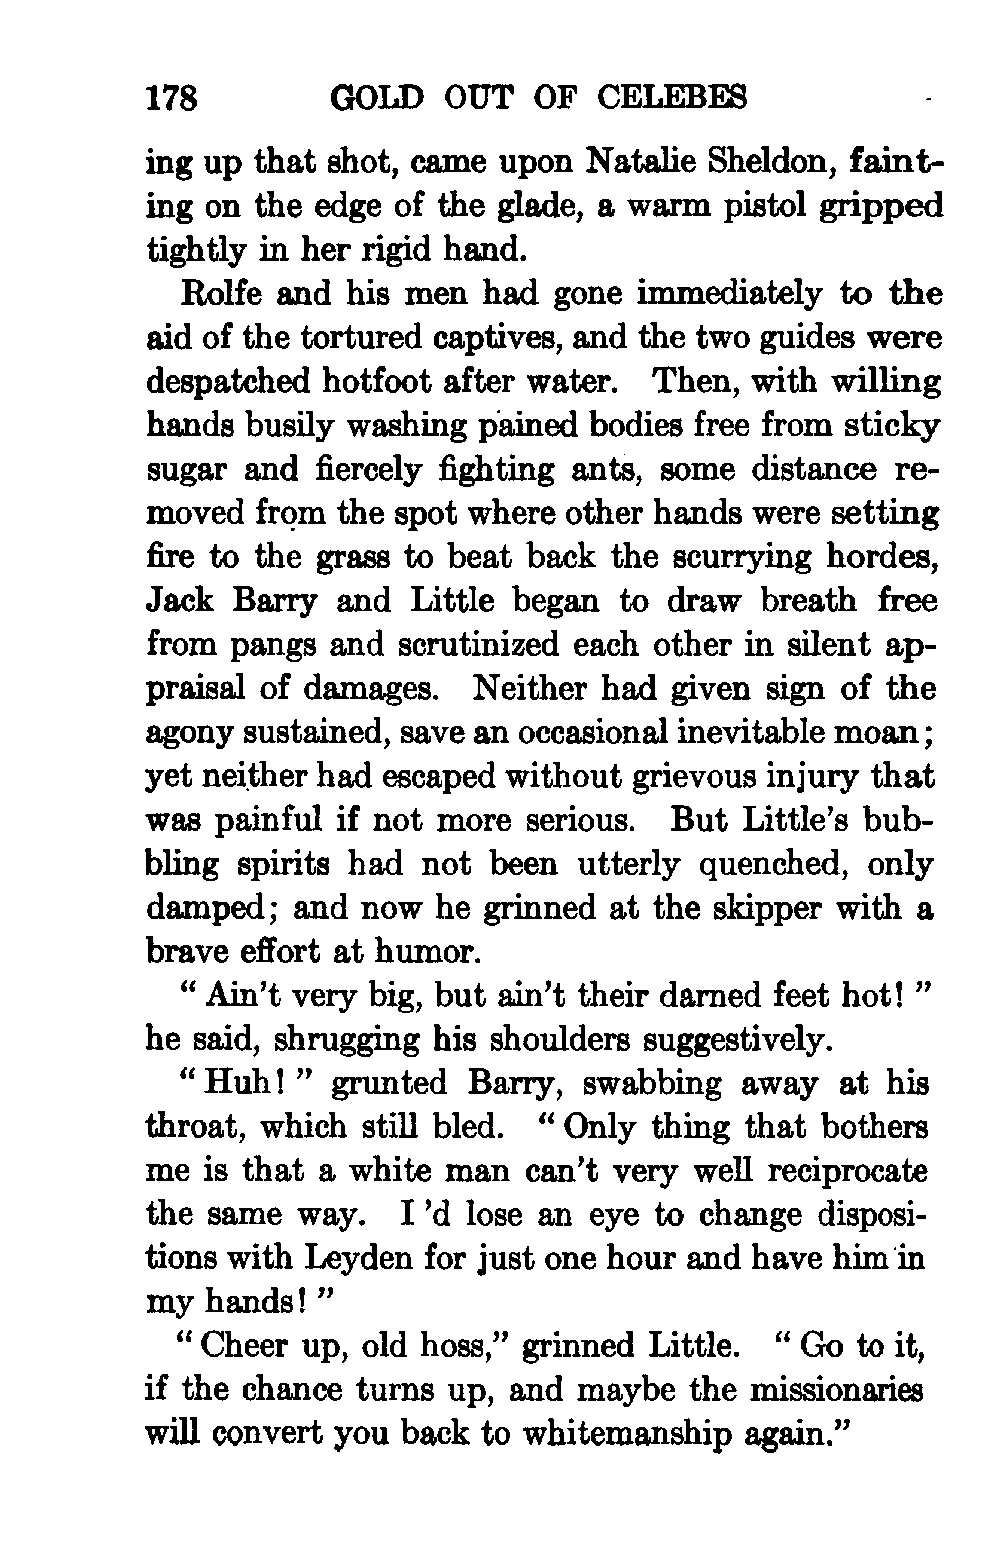 178 GOLD OUT OF CELEBES
ing up that shot, came upon Natalie Sheldon, faint-
ing on the edge of the glade, a warm pistol gripped
tightly in her rigid hand.
Rolfe and his men had gone immediately to the
aid of the tortured captives, and the two guides were
despatched hotfoot after water. Then, with willing
hands busily washing pained bodies free from sticky
sugar and fiercely fighting ants, some distance re-
moved from the spot where other hands were setting
fire to the grass to beat back the scurrying hordes,
Jack Barry and Little began to draw breath free
from pangs and scrutinized each other in silent ap-
praisal of damages. Neither had given sign of the
agony sustained, save an occasional inevitable moan;
yet neither had escaped without grievous injury that
was painful if not more serious. But Little's bub-
bling spirits had not been utterly quenched, only
damped; and now he grinned at the skipper with a
brave effort at humor.
" Ain't very big, but ain't their darned feet hot! "
he said, shrugging his shoulders suggestively.
" Huh! " grunted Barry, swabbing away at his
throat, which still bled. " Only thing that bothers
me is that a white man can't very well reciprocate
the same way. I 'd lose an eye to change disposi-
tions with Leyden for just one hour and have him in
my hands! "
" Cheer up, old hoss," grinned Little. " Go to it,
if the chance turns up, and maybe the missionaries
will convert you back to whitemanship again."